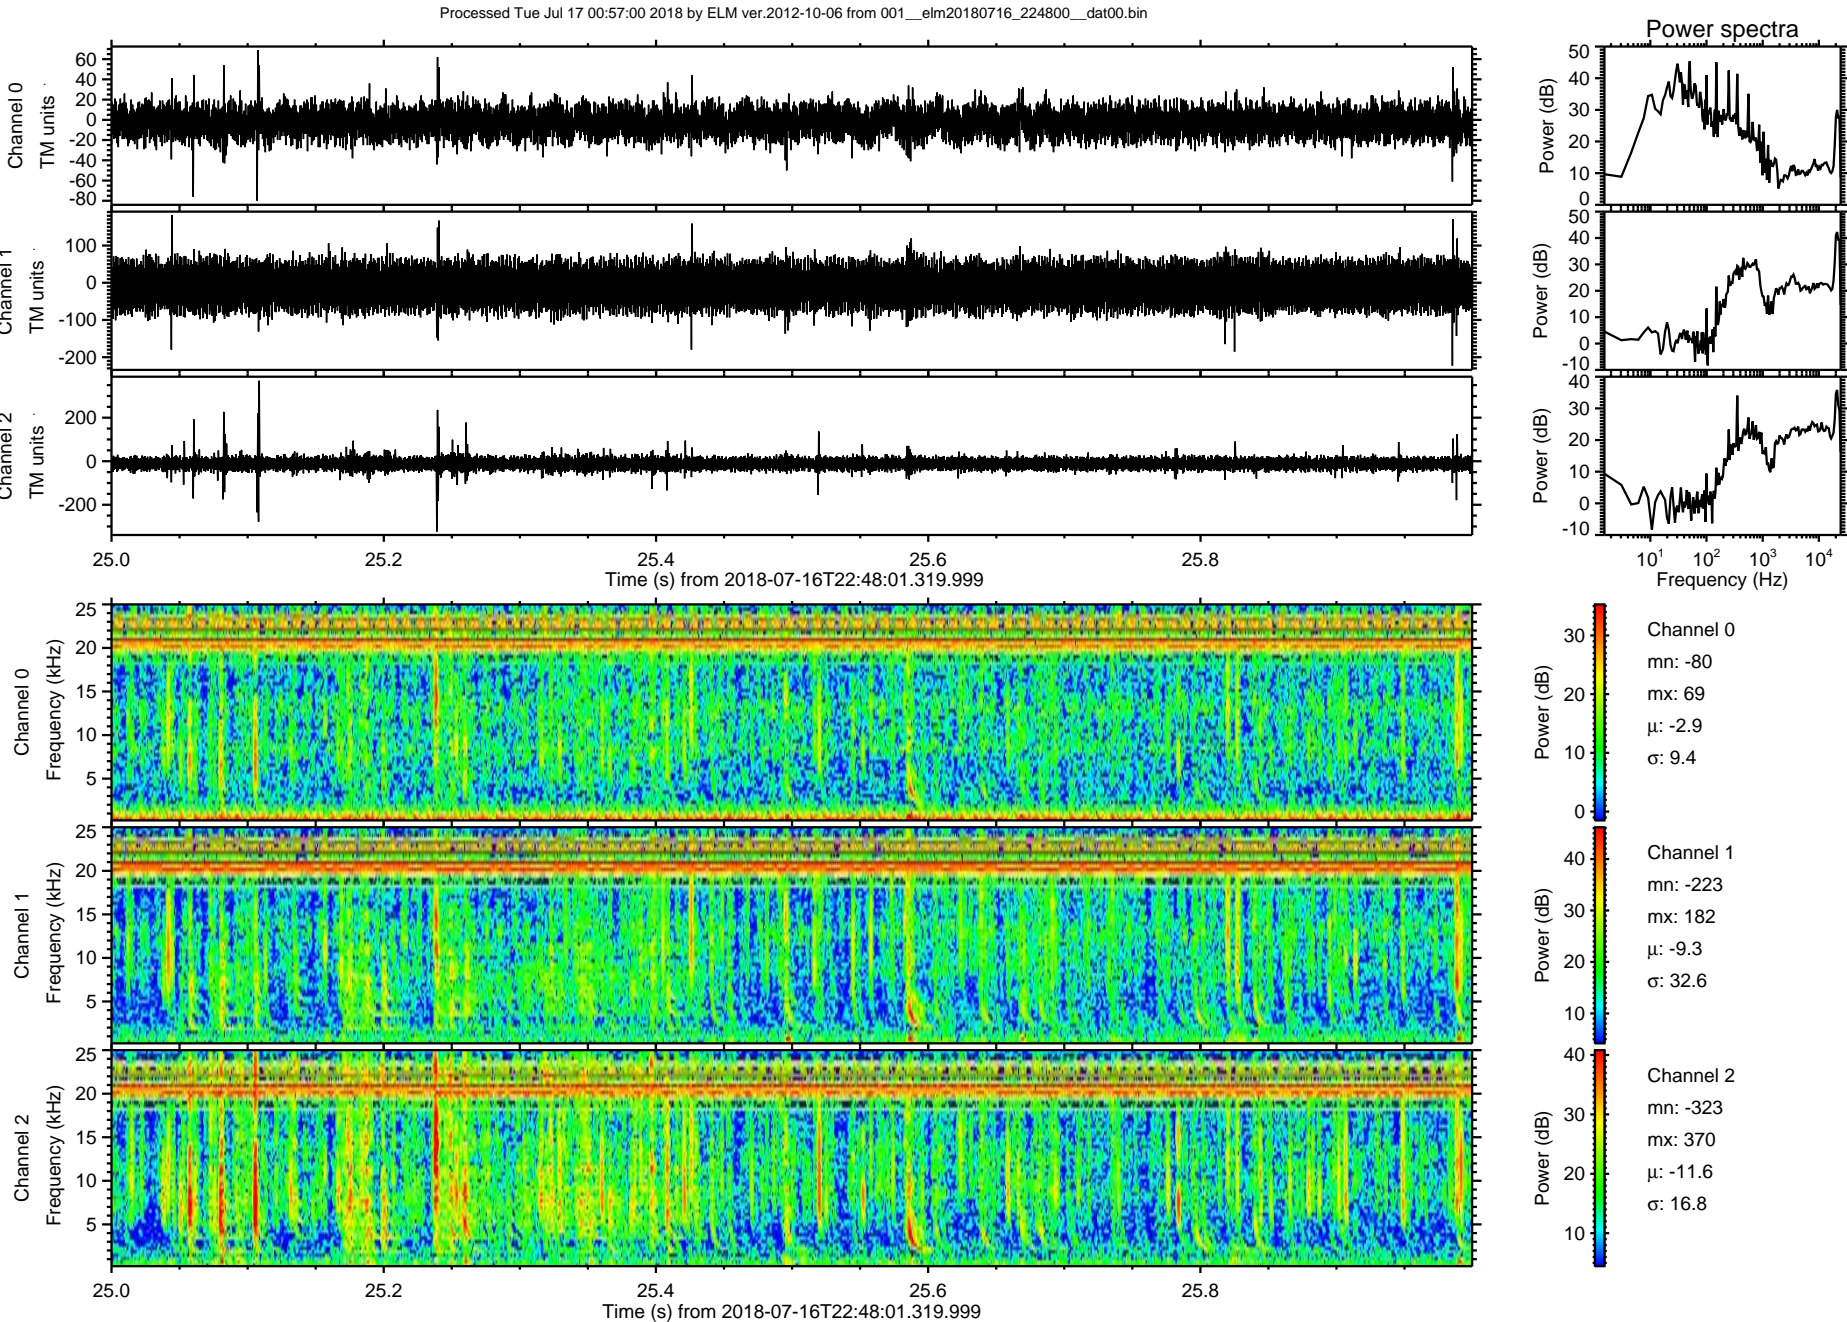 Processed Tue Jul 17 00:57:00 2018 by ELM ver.2012-10-06 from 001__elm20180716_224800__dat00.bin
Power spectra
Channel 0
TM units
60
40
20
0
-20
-40
-60
-80
Power (dB)
50
40
30
20
10
0
Channel 1
TM units
100
0
-100
-200
Power (dB)
50
40
30
20
10
0
-10
Channel 2
TM units
200
0
-200
Power (dB)
40
30
20
10
0
-10
25.0 25.2 25.4 25.6 25.8
Time (s) from 2018-07-16T22:48:01.319.999
10¹ 10² 10³ 10⁴
Frequency (Hz)
Channel 0
Frequency (kHz)
25
20
15
10
5
Power (dB)
30
20
10
0
Channel 0
mn: -80
mx: 69
μ: -2.9
σ: 9.4
Channel 1
Frequency (kHz)
25
20
15
10
5
Power (dB)
40
30
20
10
Channel 1
mn: -223
mx: 182
μ: -9.3
σ: 32.6
Channel 2
Frequency (kHz)
25
20
15
10
5
Power (dB)
40
30
20
10
Channel 2
mn: -323
mx: 370
μ: -11.6
σ: 16.8
25.0 25.2 25.4 25.6 25.8
Time (s) from 2018-07-16T22:48:01.319.999